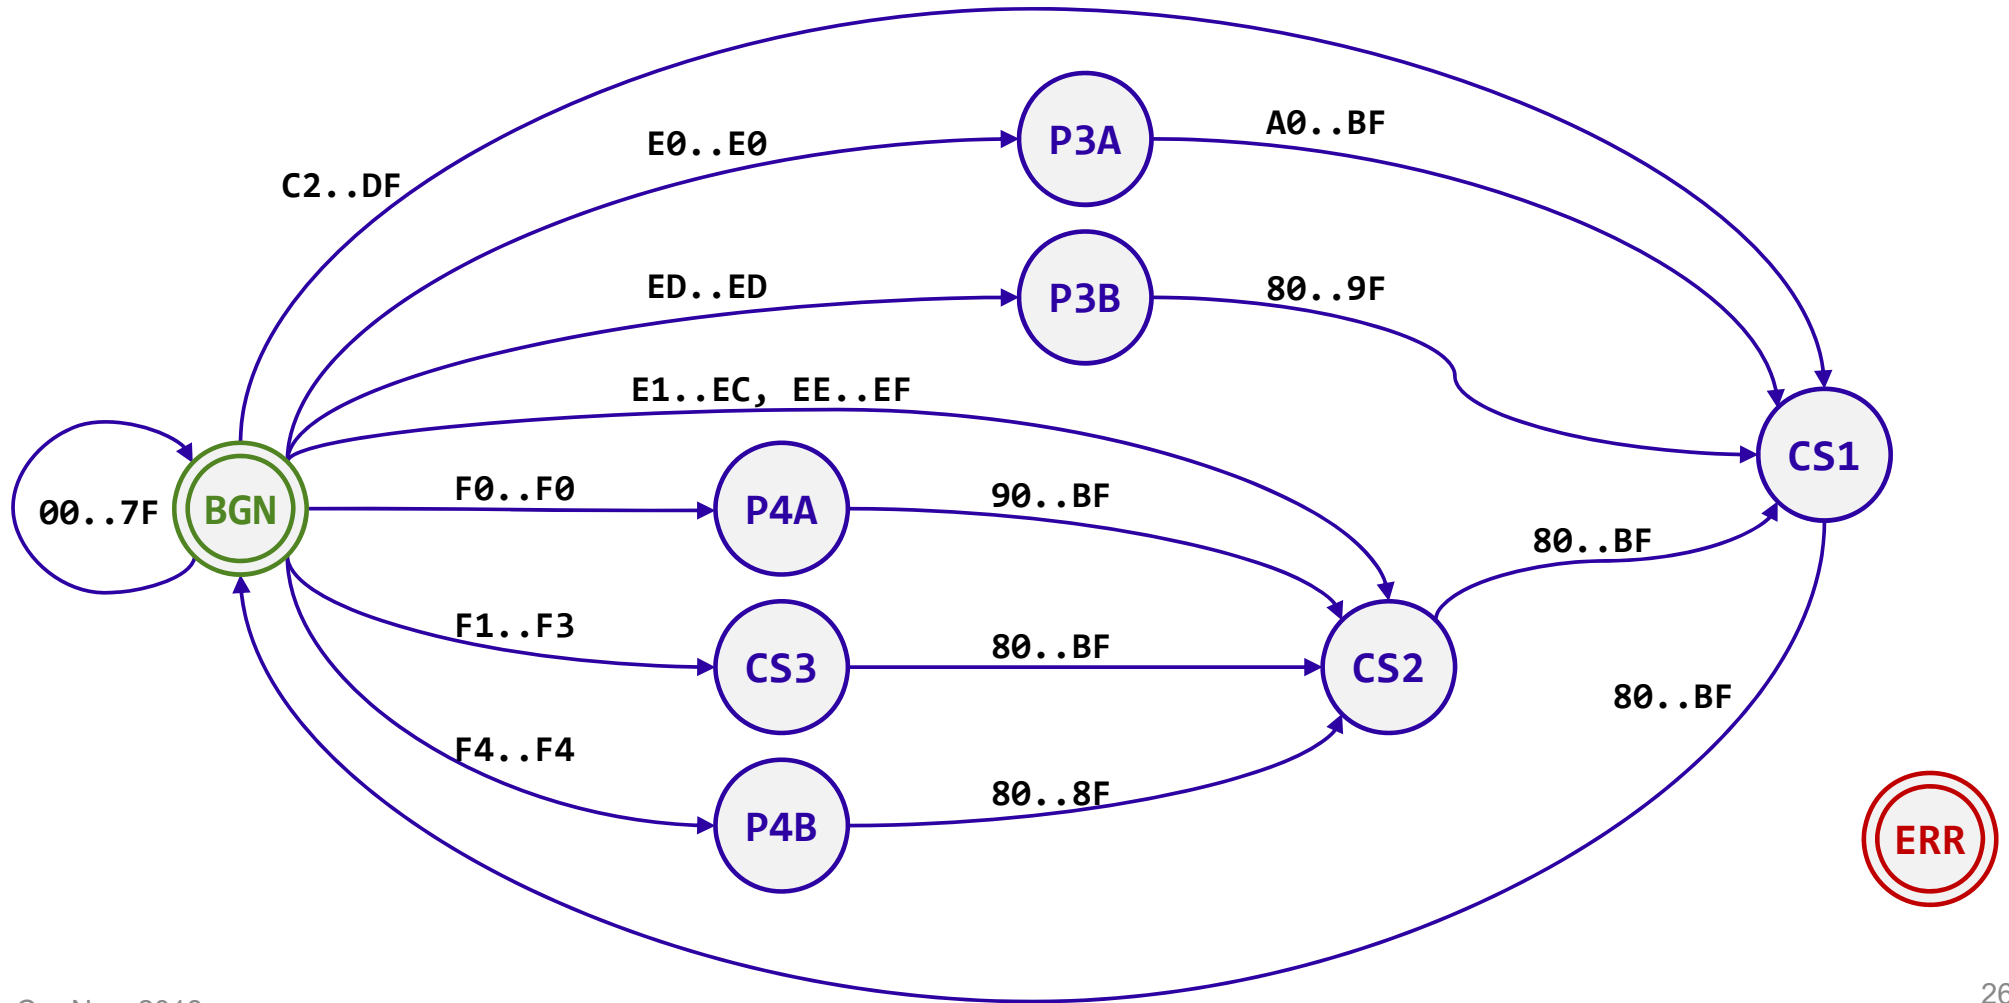 C2..DF
E0..E0
P3A
A0..BF
ED..ED
P3B
80..9F
E1..EC, EE..EF
00..7F
BGN
F0..F0
P4A
90..BF
CS1
F1..F3
CS3
80..BF
CS2
80..BF
80..BF
F4..F4
P4B
80..8F
ERR
26